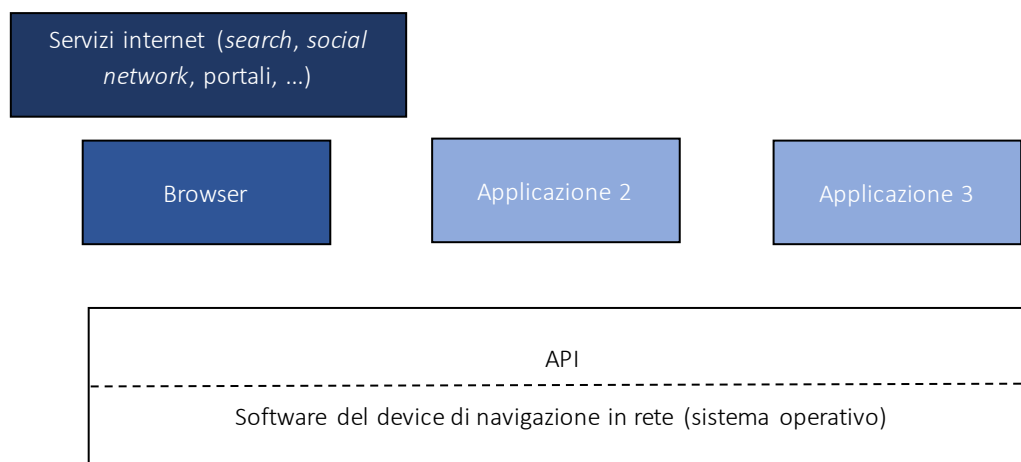 Servizi internet (search, social
network, portali, ...)
Browser
Applicazione 2
Applicazione 3
API
Software del device di navigazione in rete (sistema operativo)